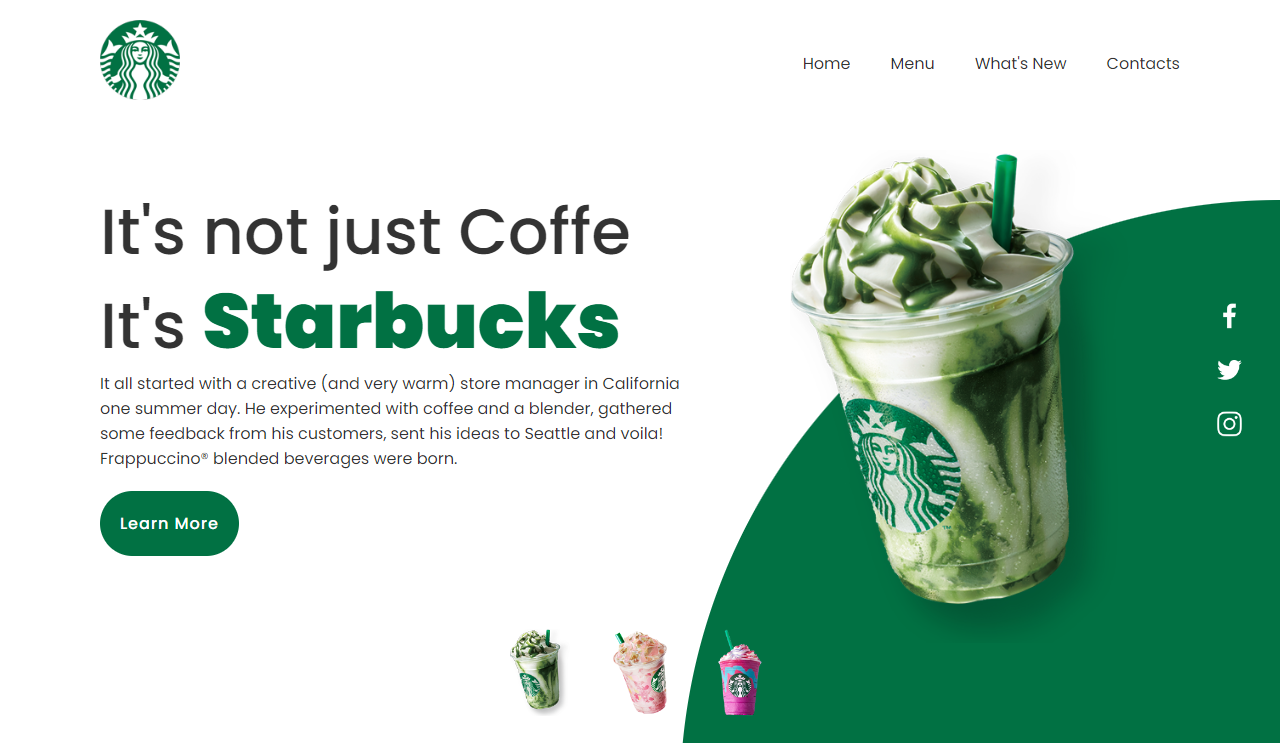 Home Menu What's New Contacts
It's not just Coffe
It's Starbucks
It all started with a creative (and very warm) store manager in California
one summer day. He experimented with coffee and a blender, gathered
some feedback from his customers, sent his ideas to Seattle and voila!
Frappuccino® blended beverages were born.
Learn More